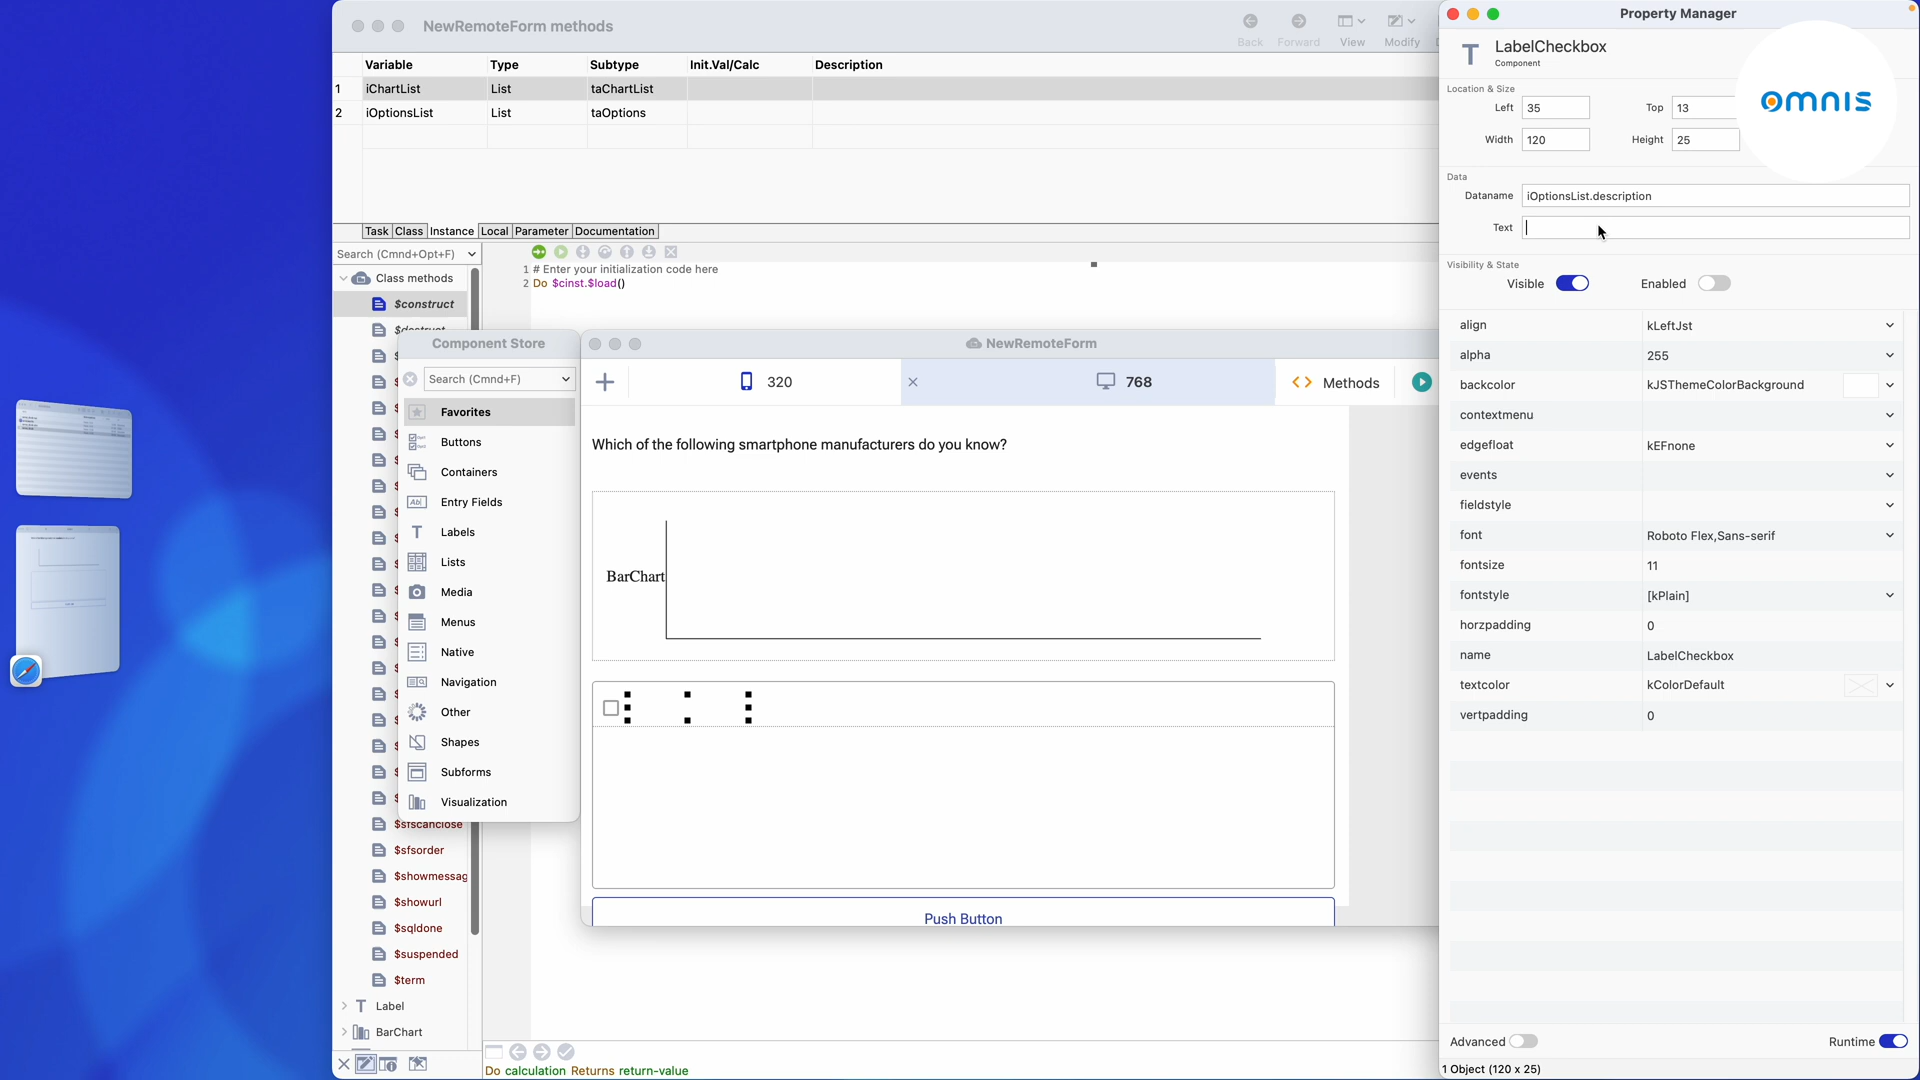 NewRemoteForm methods
Back
Forward
View
Modify
Variable Type Subtype Init.Val/Calc Description
1 iChartList List taChartList
2 iOptionsList List taOptions
Task Class Instance Local Parameter Documentation
Search (Cmnd+Opt+F)
Class methods
$construct
$destruct
1 # Enter your initialization code here
2 Do $cinst.$load()
Component Store
Search (Cmnd+F)
Favorites
Buttons
Containers
Entry Fields
Labels
Lists
Media
Menus
Native
Navigation
Other
Shapes
Subforms
Visualization
$sfscanclose
$sfsorder
$showmessag
$showurl
$sqldone
$suspended
$term
Label
BarChart
NewRemoteForm
320
768
Methods
Which of the following smartphone manufacturers do you know?
BarChart
Push Button
Do calculation Returns return-value
Property Manager
LabelCheckbox
Component
omnis
Location & Size
Left 35 Top 13
Width 120 Height 25
Data
Dataname iOptionsList.description
Text
Visibility & State
Visible Enabled
align kLeftJst
alpha 255
backcolor kJSThemeColorBackground
contextmenu
edgefloat kEFnone
events
fieldstyle
font Roboto Flex,Sans-serif
fontsize 11
fontstyle [kPlain]
horzpadding 0
name LabelCheckbox
textcolor kColorDefault
vertpadding 0
Advanced Runtime
1 Object (120 x 25)